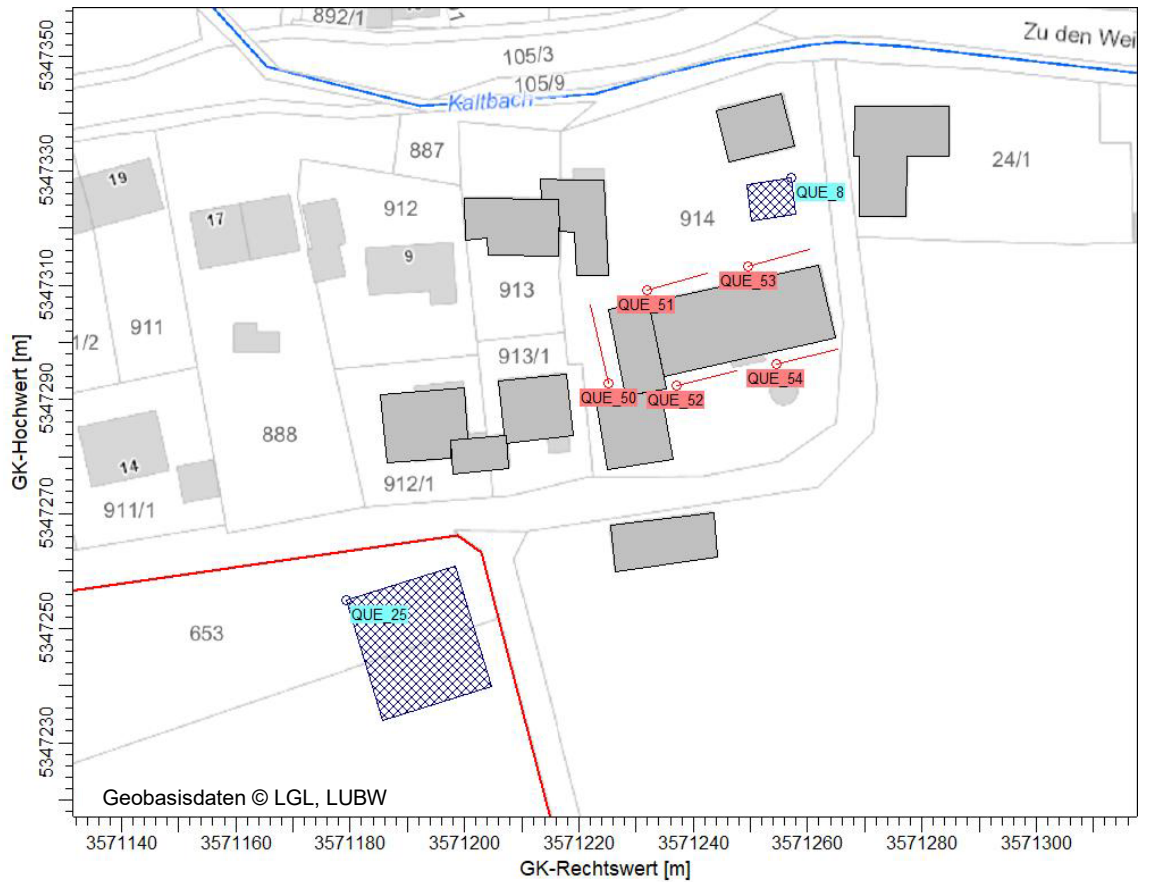 892/1
105/3
Zu den Wei
105/9
Kaltbach
887
24/1
19
QUE_8
912
17
914
9
QUE_53
913
QUE_51
911
1/2
913/1
QUE_54
QUE_50
QUE_52
888
14
912/1
911/1
QUE_25
653
Geobasisdaten © LGL, LUBW
5347350
5347330
5347310
5347290
5347270
5347250
5347230
GK-Hochwert [m]
3571140
3571160
3571180
3571200
3571220
3571240
3571260
3571280
3571300
GK-Rechtswert [m]